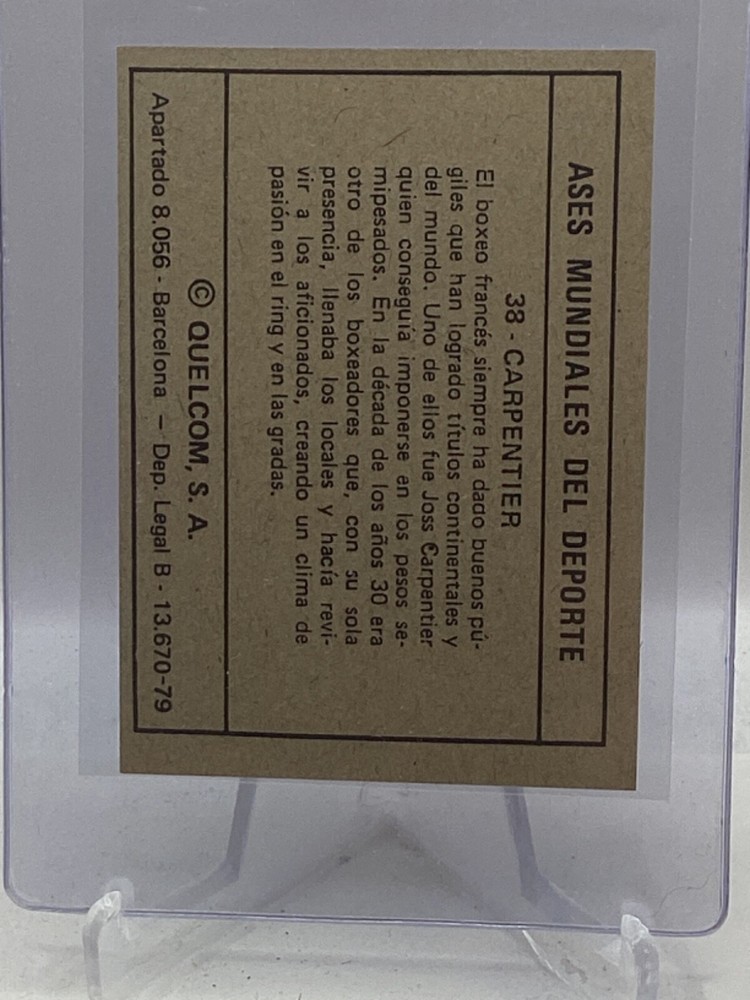 ASES MUNDIALES DEL DEPORTE
38 - CARPENTIER
El boxeo francés siempre ha dado buenos pú-
giles que han logrado títulos continentales y
del mundo. Uno de ellos fue Joss Carpentier
quien conseguía imponerse en los pesos se-
mipesados. En la década de los años 30 era
otro de los boxeadores que, con su sola
presencia, llenaba los locales y hacía revi-
vir a los aficionados, creando un clima de
pasión en el ring y en las gradas.
© QUELCOM, S. A.
Apartado 8.056 - Barcelona — Dep. Legal B - 13.670-79